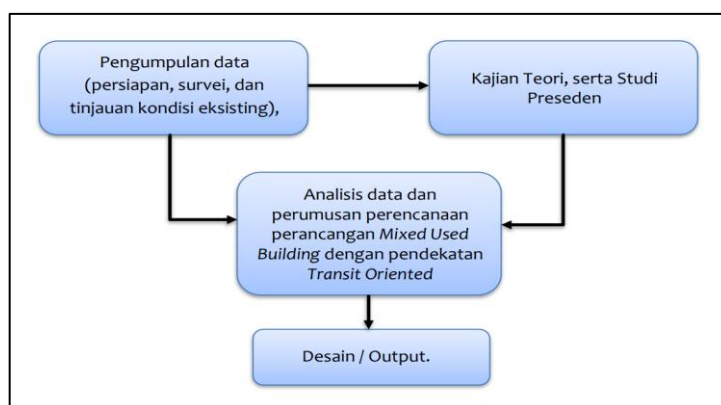 Pengumpulan data
(persiapan, survei, dan
tinjauan kondisi eksisting),
Kajian Teori, serta Studi
Preseden
Analisis data dan
perumusan perencanaan
perancangan Mixed Used
Building dengan pendekatan
Transit Oriented
Desain / Output.